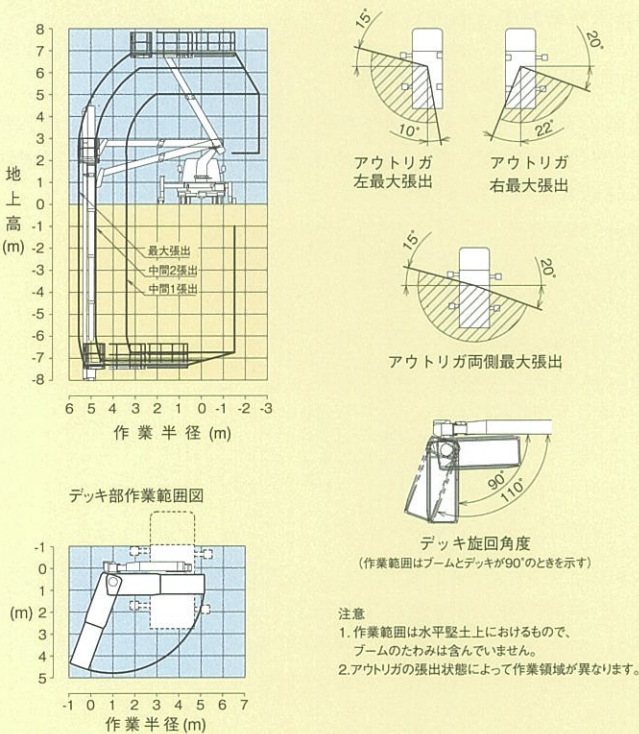 8
7
6
5
4
3
2
1
0
-1
-2
-3
-4
-5
-6
-7
-8
地上高(m)
最大張出
中間2張出
中間1張出
6 5 4 3 2 1 0 -1 -2 -3
作業半径(m)
15°
10°
アウトリガ
左最大張出
20°
22°
アウトリガ
右最大張出
15°
20°
アウトリガ両側最大張出
90°
110°
デッキ旋回角度
(作業範囲はブームとデッキが90°のときを示す)
デッキ部作業範囲図
-1
0
1
(m) 2
3
4
5
-1 0 1 2 3 4 5 6 7
作業半径(m)
注意
1.作業範囲は水平堅土上におけるもので、
ブームのたわみは含んでいません。
2.アウトリガの張出状態によって作業領域が異なります。